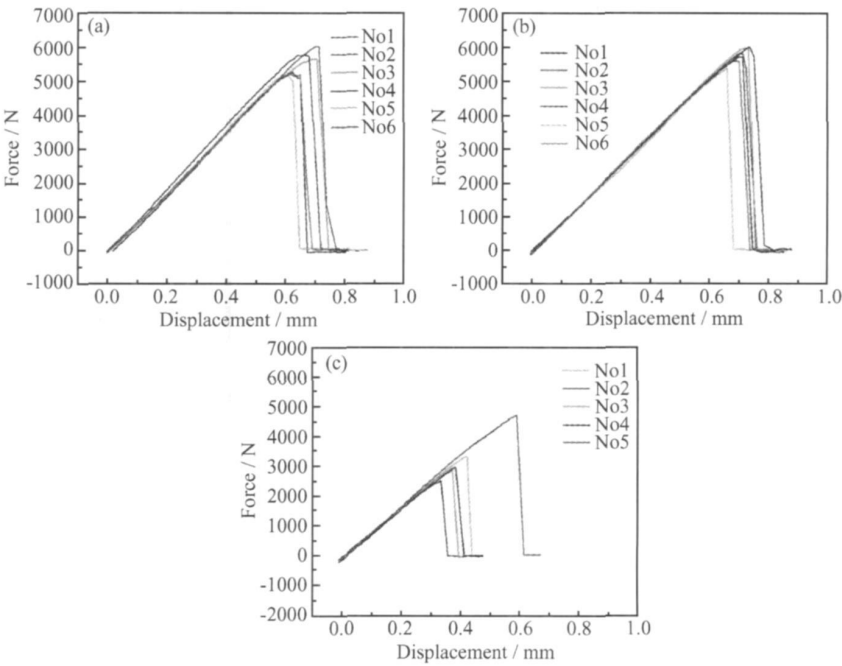 (a)
Force / N
7000
6000
5000
4000
3000
2000
1000
0
-1000
0.0 0.2 0.4 0.6 0.8 1.0
Displacement / mm
No1
No2
No3
No4
No5
No6
(b)
Force / N
7000
6000
5000
4000
3000
2000
1000
0
-1000
0.0 0.2 0.4 0.6 0.8 1.0
Displacement / mm
No1
No2
No3
No4
No5
No6
(c)
Force / N
7000
6000
5000
4000
3000
2000
1000
0
-1000
-2000
0.0 0.2 0.4 0.6 0.8 1.0
Displacement / mm
No1
No2
No3
No4
No5